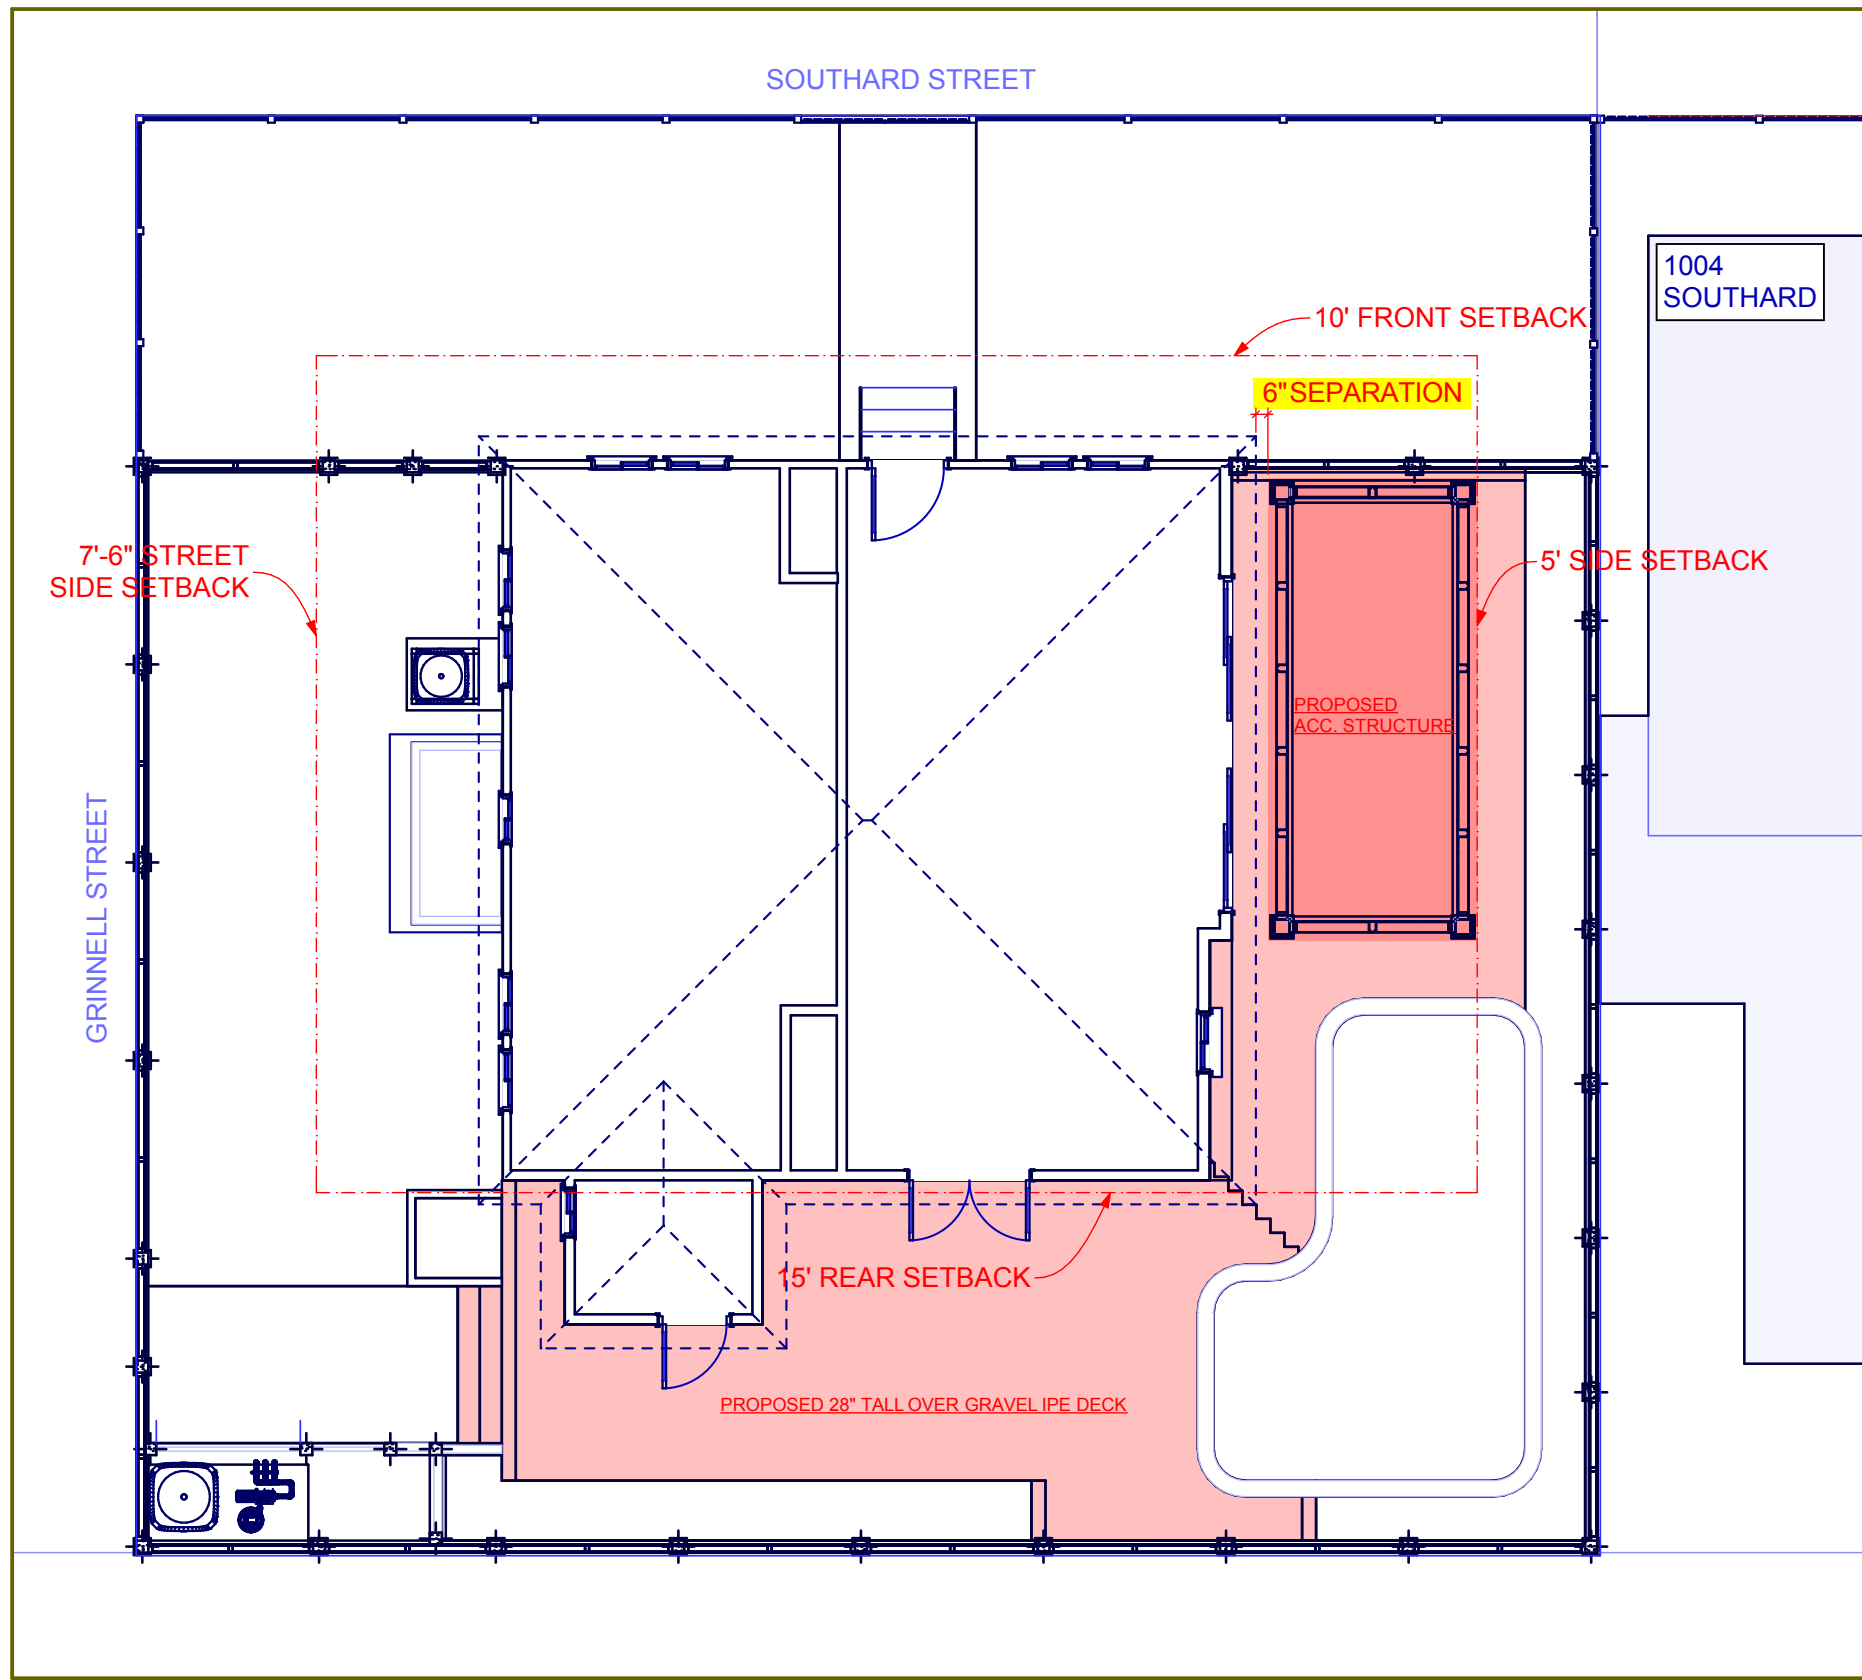 SOUTHARD STREET
1004
SOUTHARD
10' FRONT SETBACK
6" SEPARATION
7'-6" STREET
SIDE SETBACK
5' SIDE SETBACK
PROPOSED
ACC. STRUCTURE
GRINNELL STREET
15' REAR SETBACK
PROPOSED 28" TALL OVER GRAVEL IPE DECK